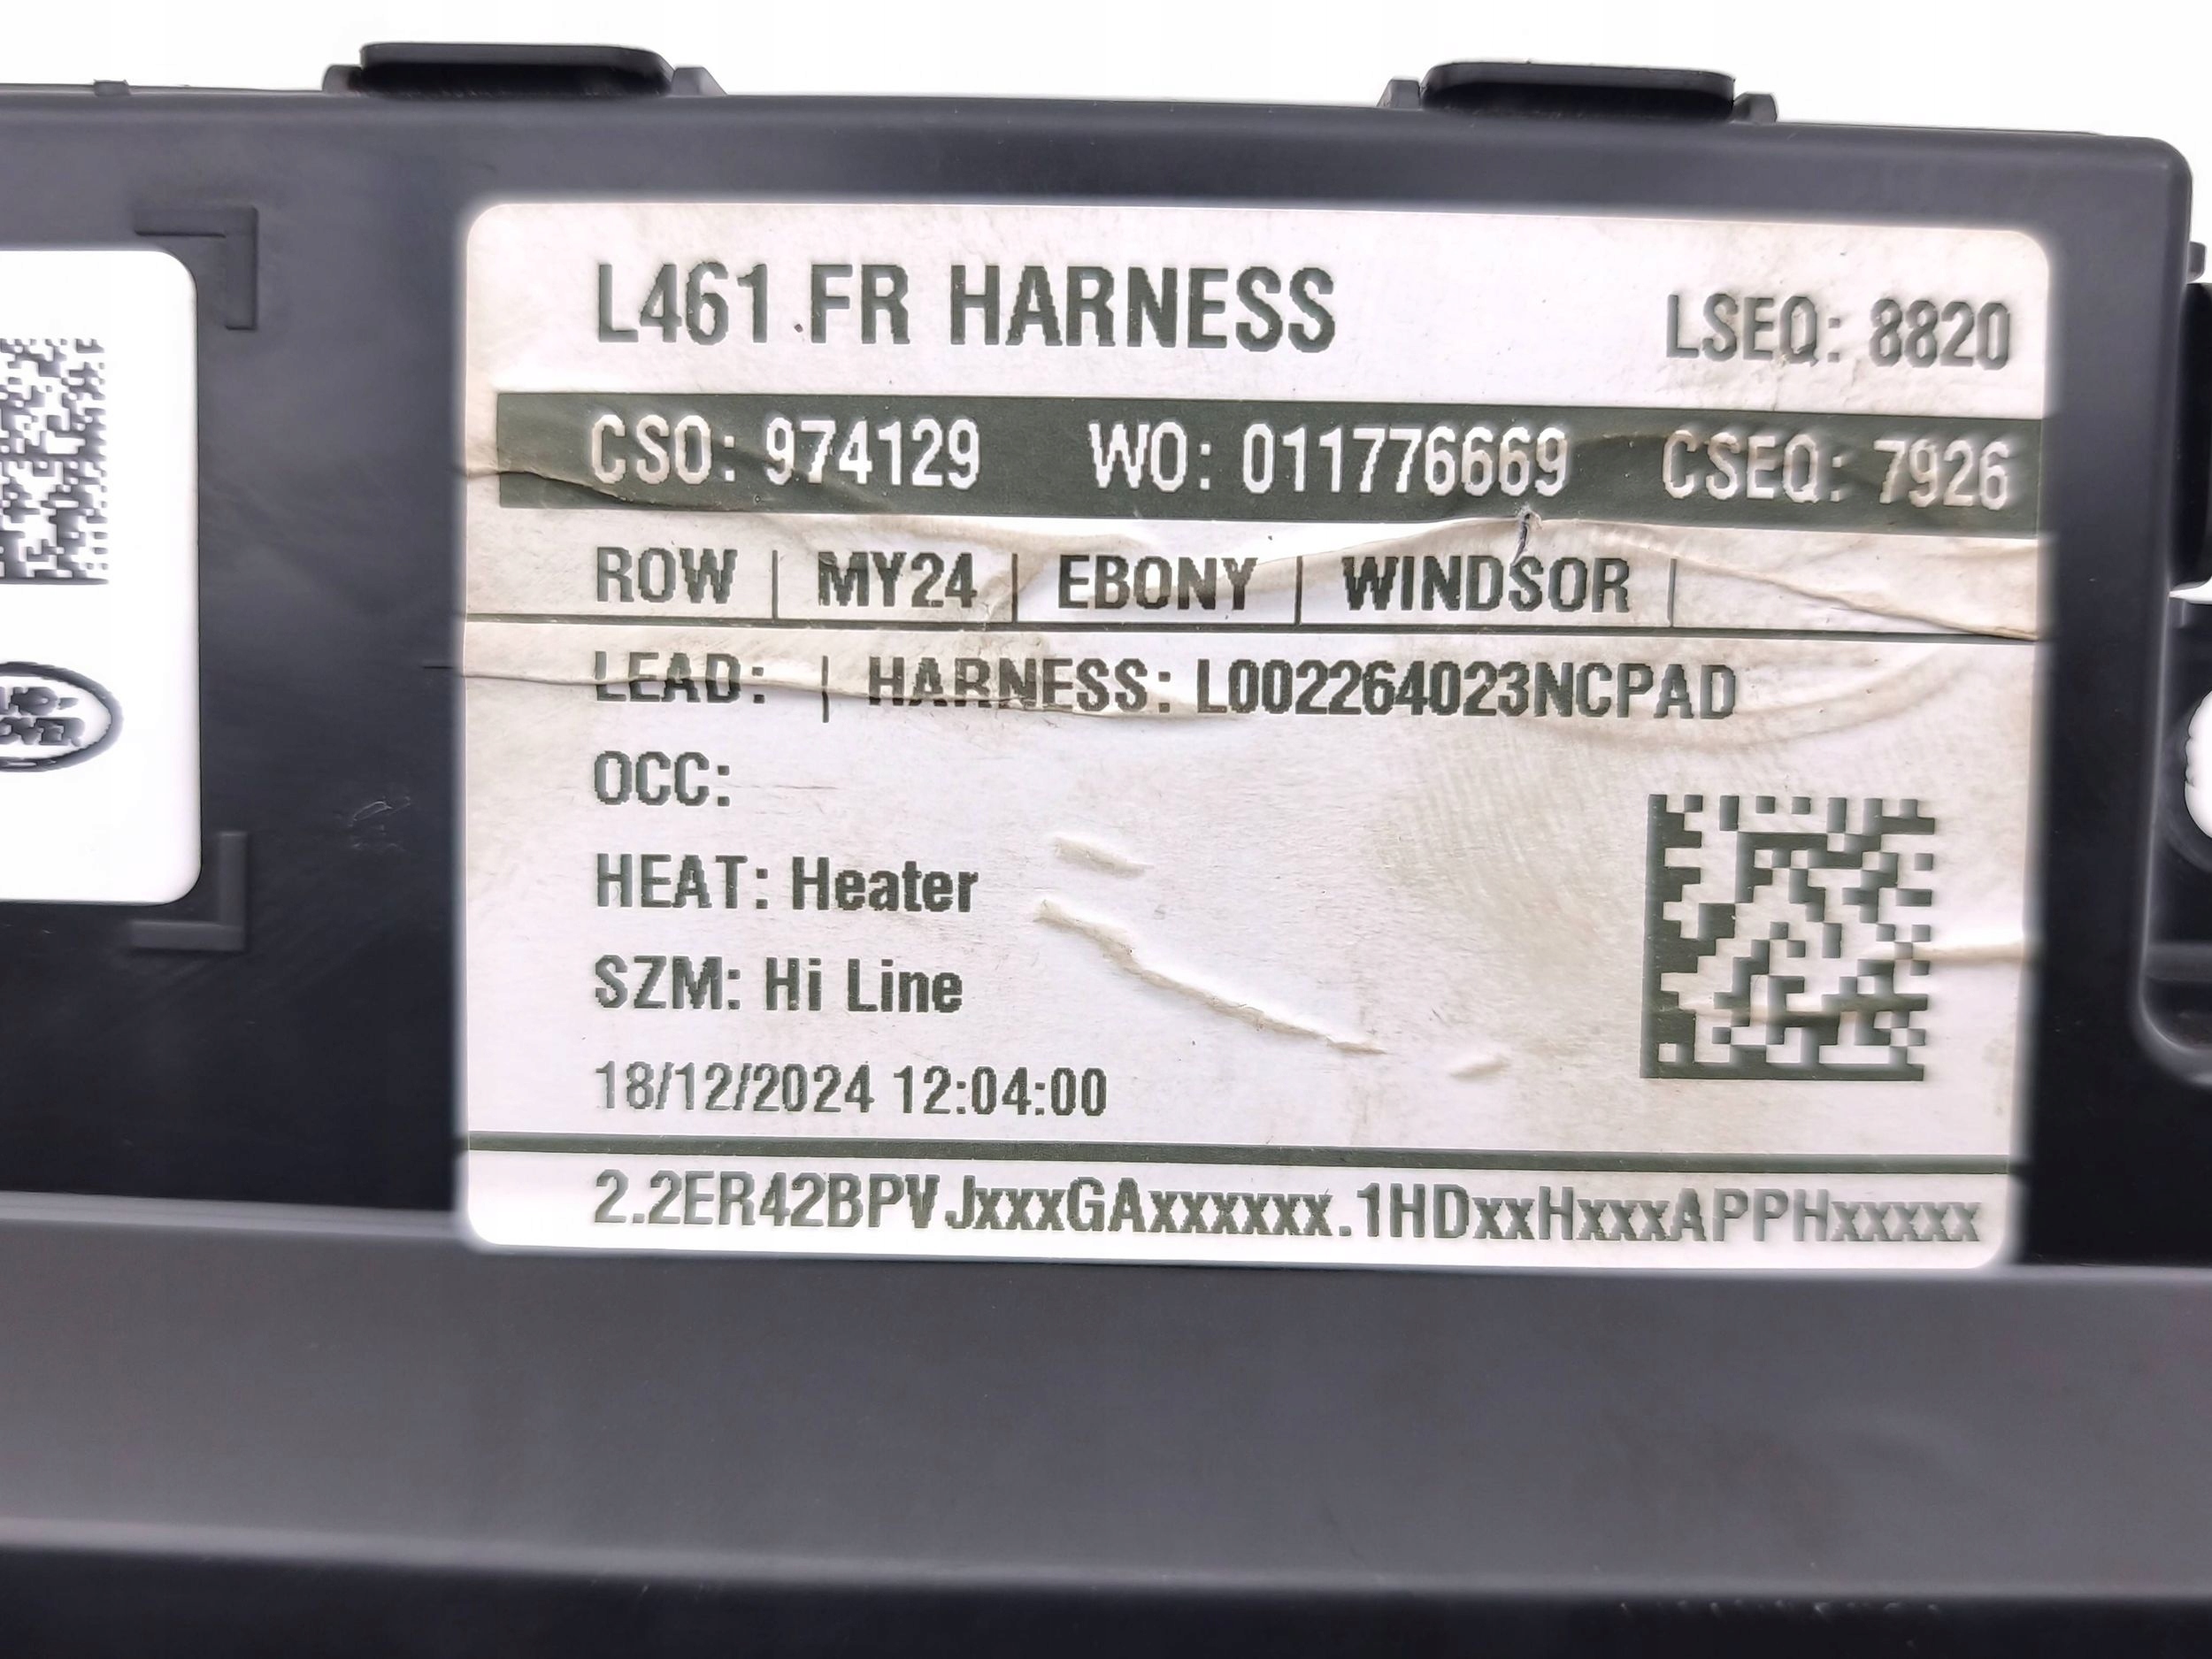 L461 FR HARNESS LSEQ: 8820
CSO: 974129 WO: 011776669 CSEQ: 7926
ROW | MY24 | EBONY | WINDSOR |
LEAD: | HARNESS: L002264023NCPAD
OCC:
HEAT: Heater
SZM: Hi Line
18/12/2024 12:04:00
2.2ER42BPVJxxxGAxxxxxxx.1HDxxHxxxAPPHxxxxx